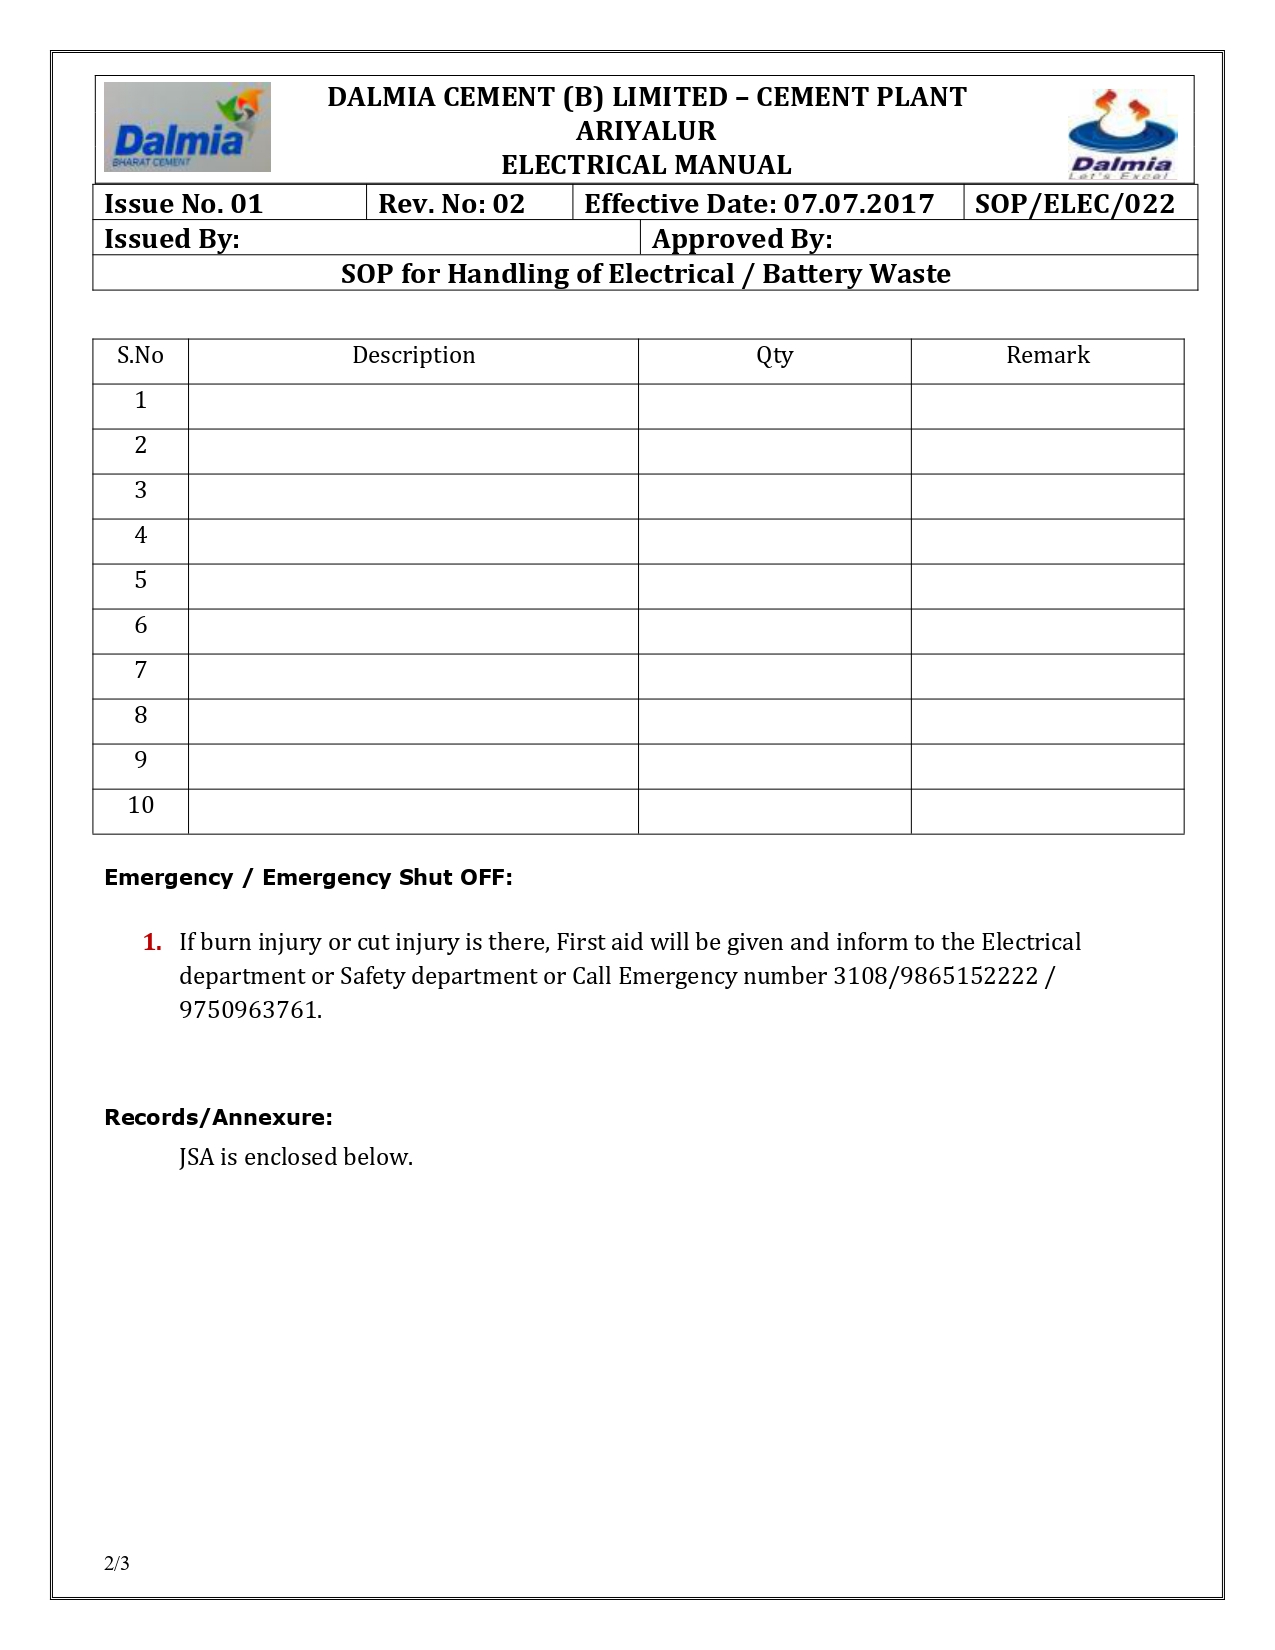 Dalmia
BHARAT CEMENT
DALMIA CEMENT (B) LIMITED – CEMENT PLANT
ARIYALUR
ELECTRICAL MANUAL
Dalmia
Let's Excel
Issue No. 01 Rev. No: 02 Effective Date: 07.07.2017 SOP/ELEC/022
Issued By: Approved By:
SOP for Handling of Electrical / Battery Waste
S.No Description Qty Remark
1
2
3
4
5
6
7
8
9
10
Emergency / Emergency Shut OFF:
1. If burn injury or cut injury is there, First aid will be given and inform to the Electrical
department or Safety department or Call Emergency number 3108/9865152222 /
9750963761.
Records/Annexure:
JSA is enclosed below.
2/3